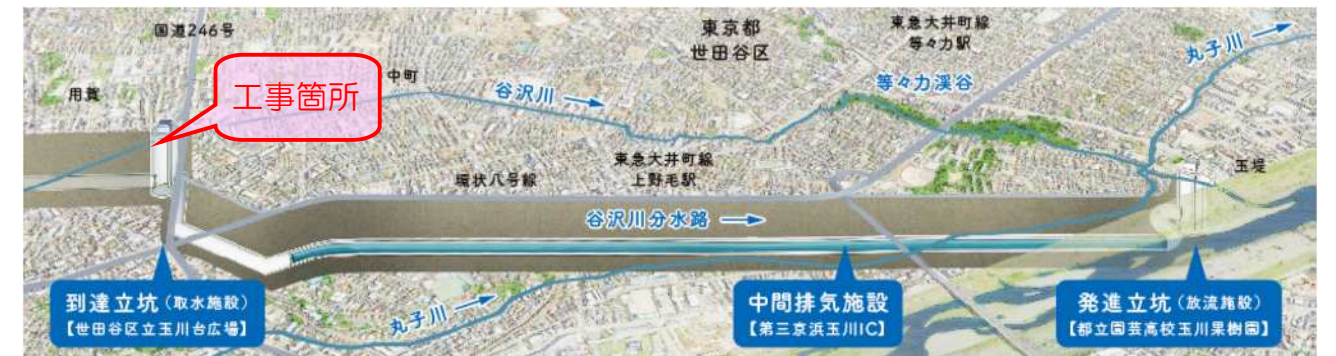 国道246号
東京都
世田谷区
東急大井町線
等々力駅
丸子川
用賀
工事箇所
中町
谷沢川
等々力渓谷
東急大井町線
上野毛駅
環状八号線
玉堤
谷沢川分水路
丸子川
到達立坑（取水施設）
【世田谷区立玉川台広場】
中間排気施設
【第三京浜玉川IC】
発進立坑（放流施設）
【都立園芸高校玉川果樹園】